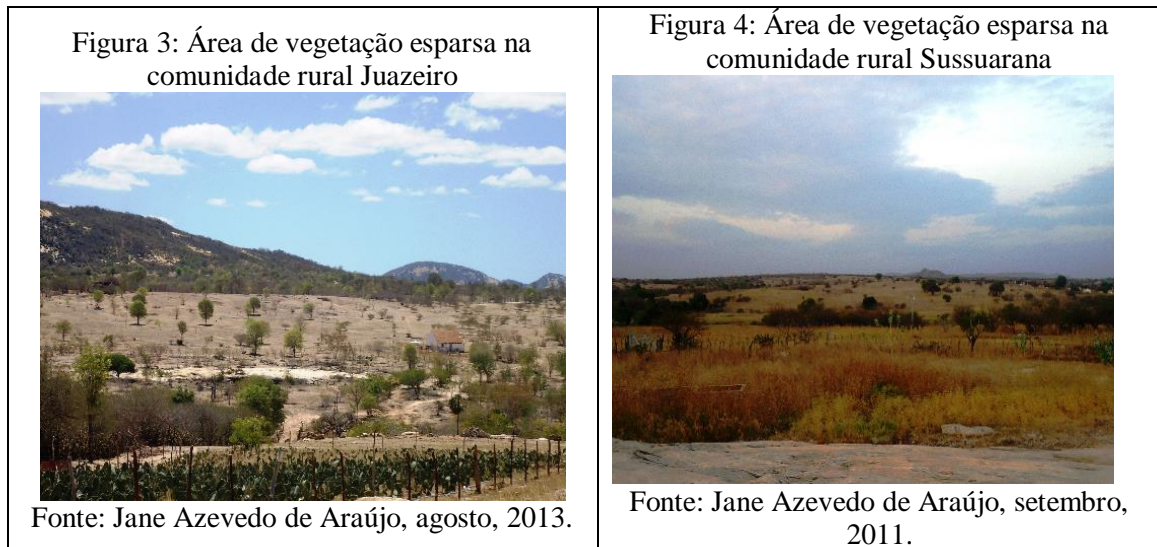 Figura 3: Área de vegetação esparsa na
comunidade rural Juazeiro
Fonte: Jane Azevedo de Araújo, agosto, 2013.
Figura 4: Área de vegetação esparsa na
comunidade rural Sussuarana
Fonte: Jane Azevedo de Araújo, setembro,
2011.